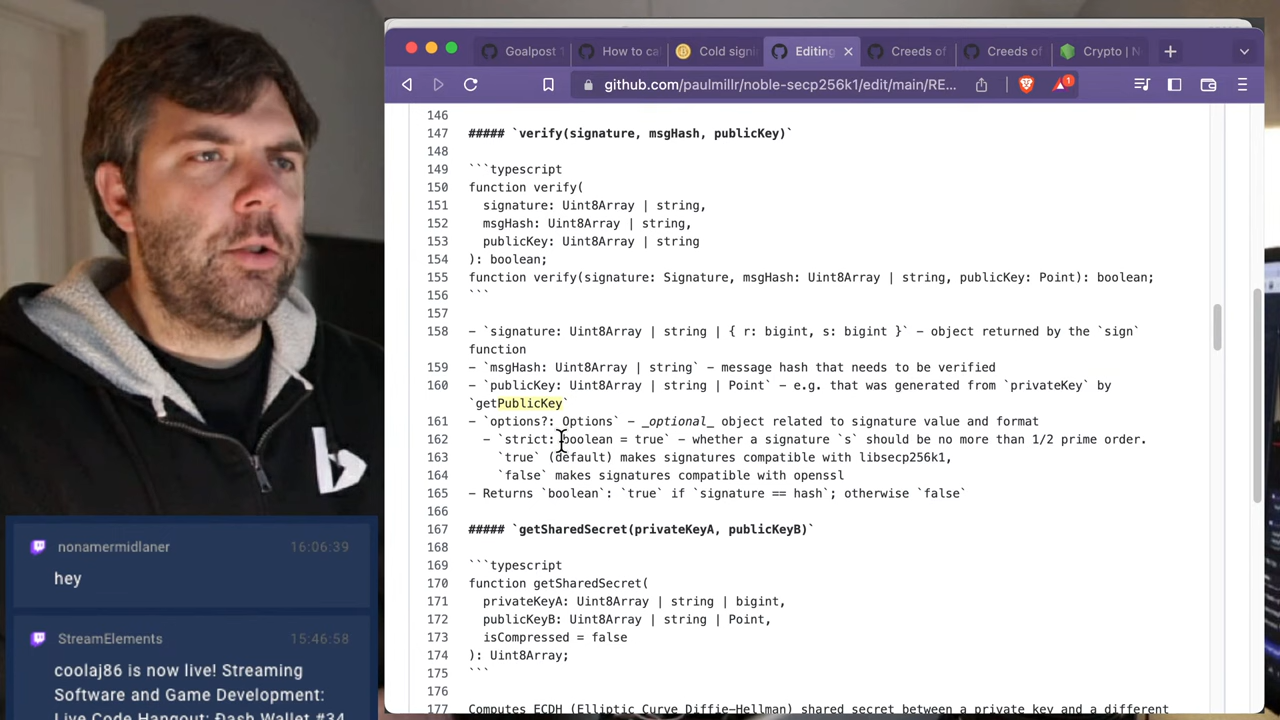 Goalpost
How to ca
Cold signi
Editing
Creeds of
Creeds of
Crypto | N
github.com/paulmillr/noble-secp256k1/edit/main/RE...
1
146
147 ##### `verify(signature, msgHash, publicKey)`
148
149 ```typescript
150 function verify(
151 signature: Uint8Array | string,
152 msgHash: Uint8Array | string,
153 publicKey: Uint8Array | string
154 ): boolean;
155 function verify(signature: Signature, msgHash: Uint8Array | string, publicKey: Point): boolean;
156 ```
157
158 - `signature: Uint8Array | string | { r: bigint, s: bigint }` - object returned by the `sign`
function
159 - `msgHash: Uint8Array | string` - message hash that needs to be verified
160 - `publicKey: Uint8Array | string | Point` - e.g. that was generated from `privateKey` by
`getPublicKey`
161 - `options?: Options` - _optional_ object related to signature value and format
162 - `strict: boolean = true` - whether a signature `s` should be no more than 1/2 prime order.
163 `true` (default) makes signatures compatible with libsecp256k1,
164 `false` makes signatures compatible with openssl
165 - Returns `boolean`: `true` if `signature == hash`; otherwise `false`
166
167 ##### `getSharedSecret(privateKeyA, publicKeyB)`
168
169 ```typescript
170 function getSharedSecret(
171 privateKeyA: Uint8Array | string | bigint,
172 publicKeyB: Uint8Array | string | Point,
173 isCompressed = false
174 ): Uint8Array;
175 ```
176
177 Computes ECDH (Elliptic Curve Diffie-Hellman) shared secret between a private key and a different
nonamermidlaner 16:06:39
hey
StreamElements 15:46:58
coolaj86 is now live! Streaming
Software and Game Development:
Live Code Hangout: Đash Wallet #34